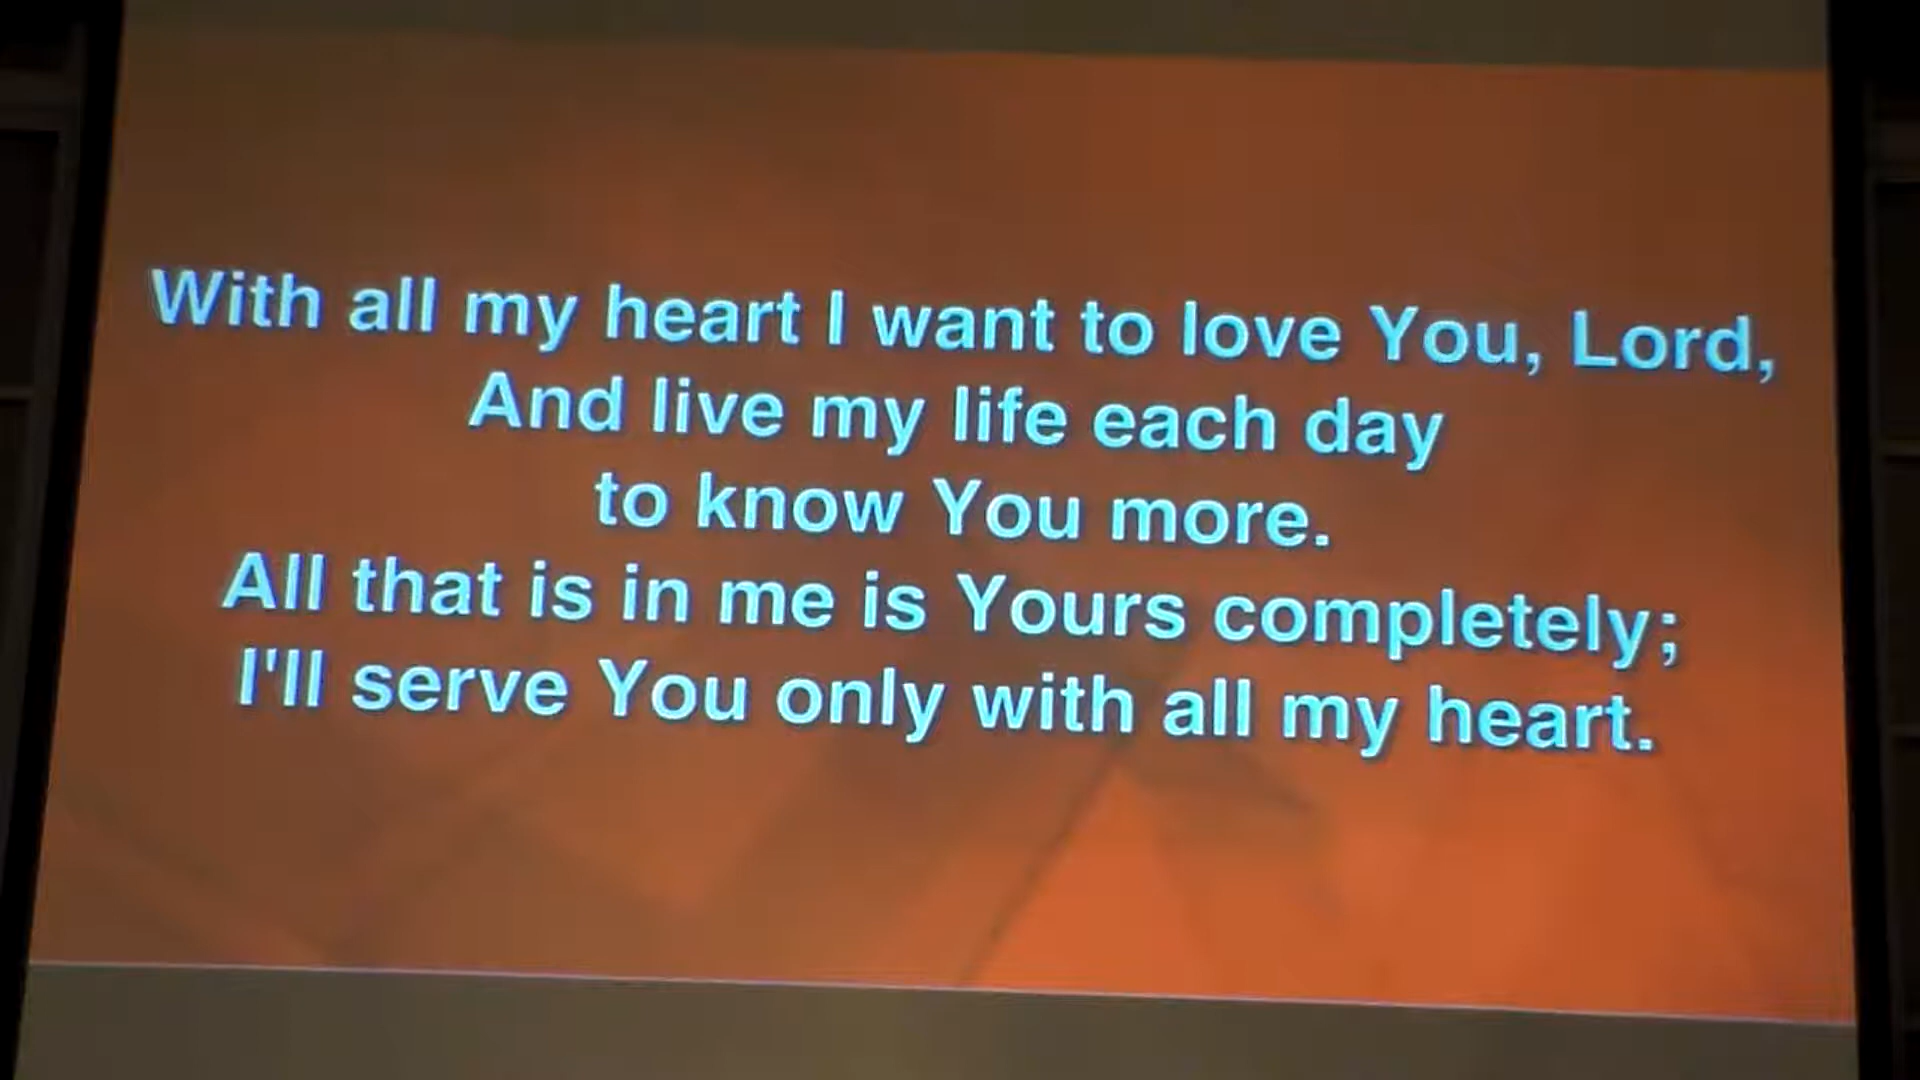 With all my heart I want to love You, Lord,
And live my life each day
to know You more.
All that is in me is Yours completely;
I'll serve You only with all my heart.